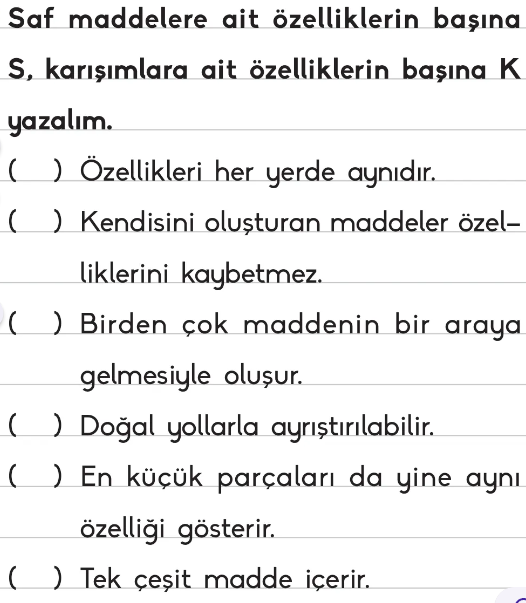 Saf maddelere ait özelliklerin başına
S, karışımlara ait özelliklerin başına K
yazalım.
( ) Özellikleri her yerde aynıdır.
( ) Kendisini oluşturan maddeler özel-
liklerini kaybetmez.
( ) Birden çok maddenin bir araya
gelmesiyle oluşur.
( ) Doğal yollarla ayrıştırılabilir.
( ) En küçük parçaları da yine aynı
özelliği gösterir.
( ) Tek çeşit madde içerir.